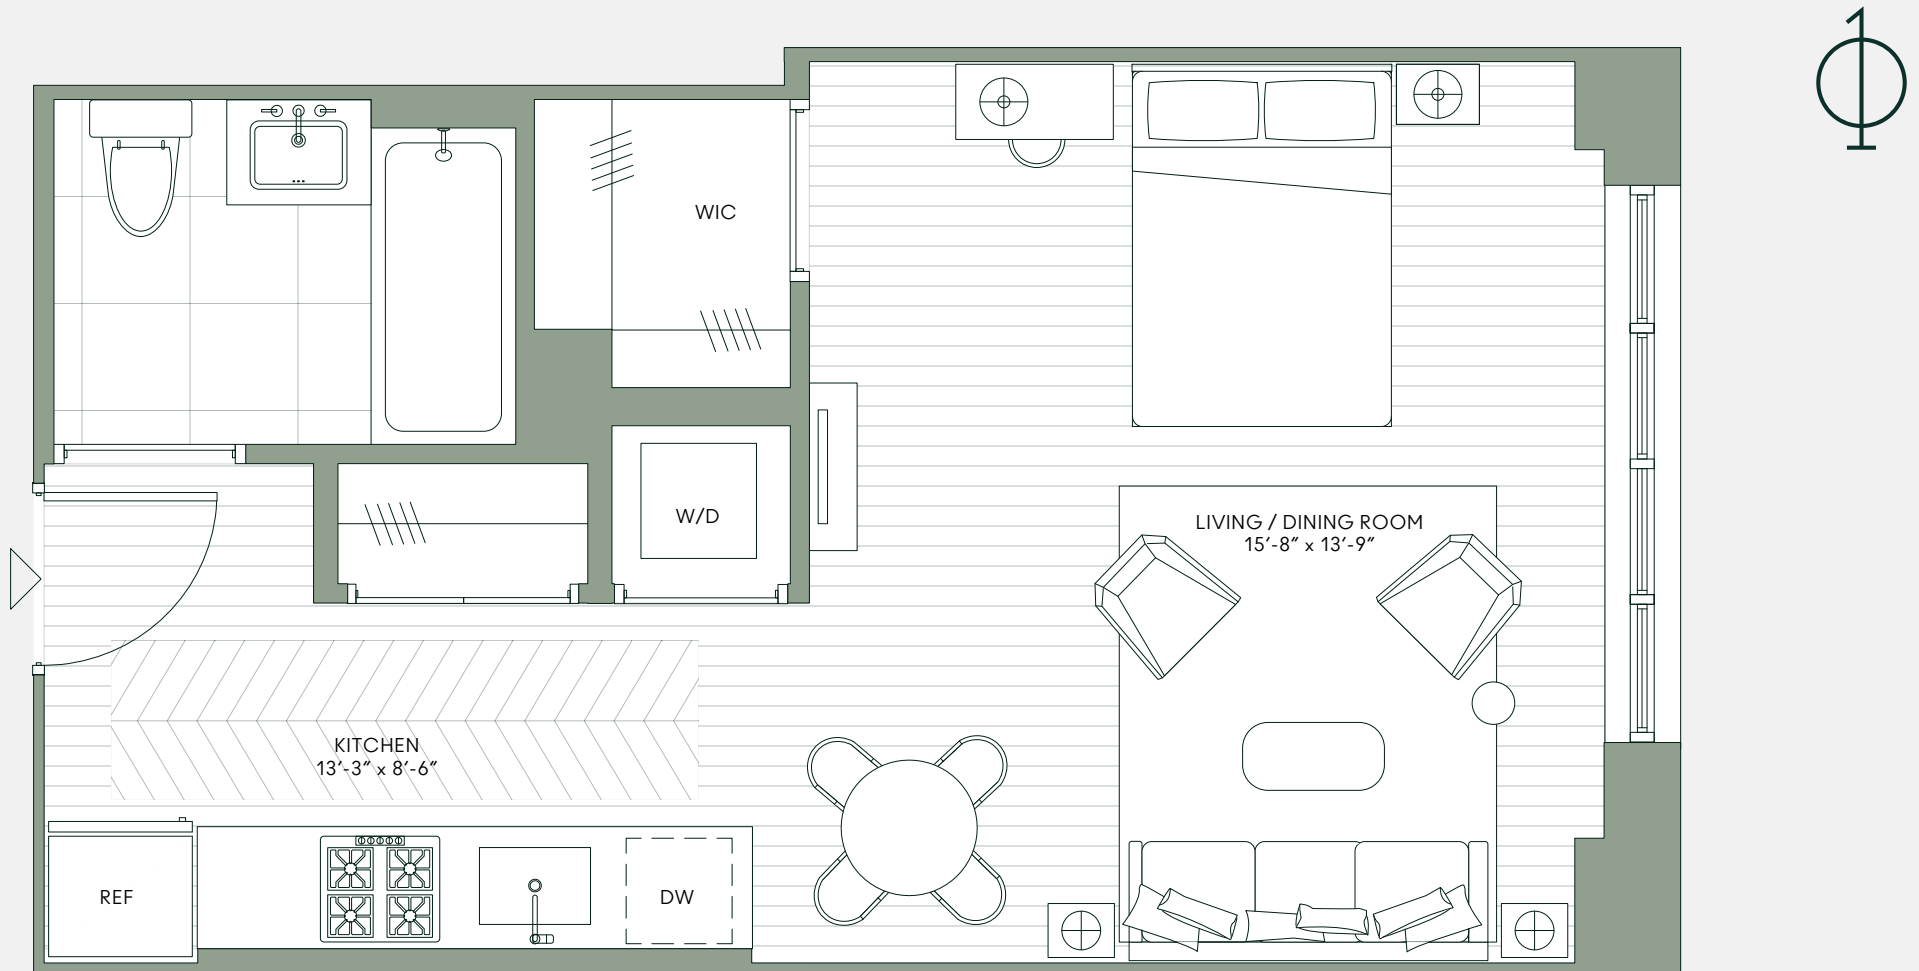 WIC
W/D
LIVING / DINING ROOM
15′-8″ x 13′-9″
KITCHEN
13′-3″ x 8′-6″
REF
DW